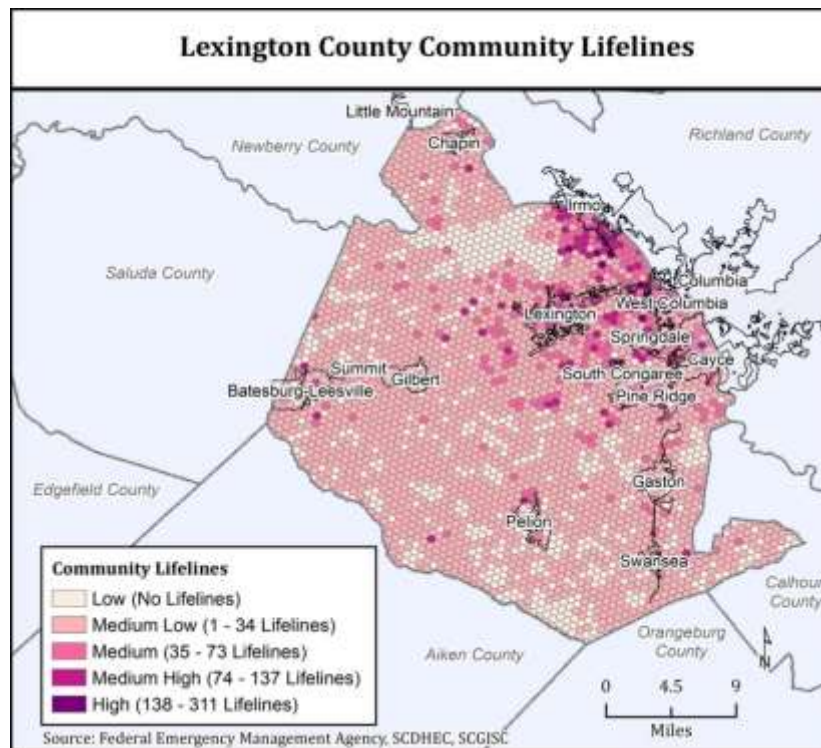 Lexington County Community Lifelines
Little Mountain
Newberry County
Chapin
Richland County
Irmo
Saluda County
Columbia
West Columbia
Lexington
Springdale
Cayce
Summit
Gilbert
South Congaree
Batesburg-Leesville
Pine Ridge
Edgefield County
Gaston
Pelion
Swansea
Calhoun
County
Orangeburg
County
Aiken County
N
Community Lifelines
Low (No Lifelines)
Medium Low (1 - 34 Lifelines)
Medium (35 - 73 Lifelines)
Medium High (74 - 137 Lifelines)
High (138 - 311 Lifelines)
0 4.5 9
Miles
Source: Federal Emergency Management Agency, SCDHEC, SCGISC